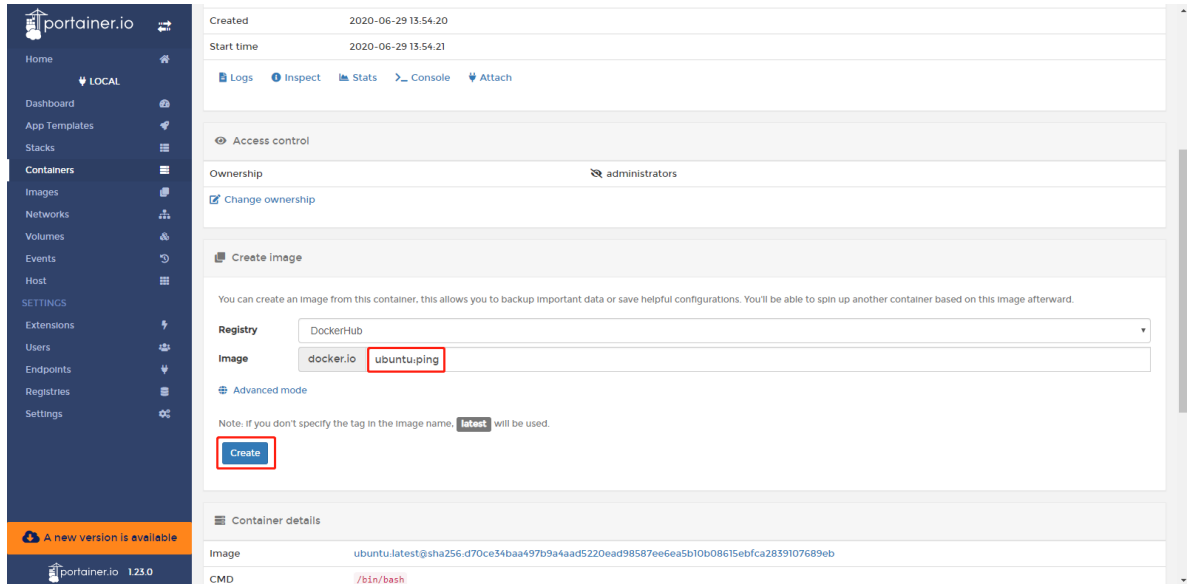 portainer.io
Home
LOCAL
Dashboard
App Templates
Stacks
Containers
Images
Networks
Volumes
Events
Host
SETTINGS
Extensions
Users
Endpoints
Registries
Settings
A new version is available
portainer.io 1.23.0
Created 2020-06-29 13:54:20
Start time 2020-06-29 13:54:21
Logs Inspect Stats >_ Console Attach
Access control
Ownership administrators
Change ownership
Create image
You can create an image from this container, this allows you to backup important data or save helpful configurations. You'll be able to spin up another container based on this image afterward.
Registry DockerHub
Image docker.io ubuntu:ping
Advanced mode
Note: if you don't specify the tag in the image name, latest will be used.
Create
Container details
Image ubuntu:latest@sha256:d70ce34baa497b9a4aad5220ead98587ee6ea5b10b08615ebfca2839107689eb
CMD /bin/bash